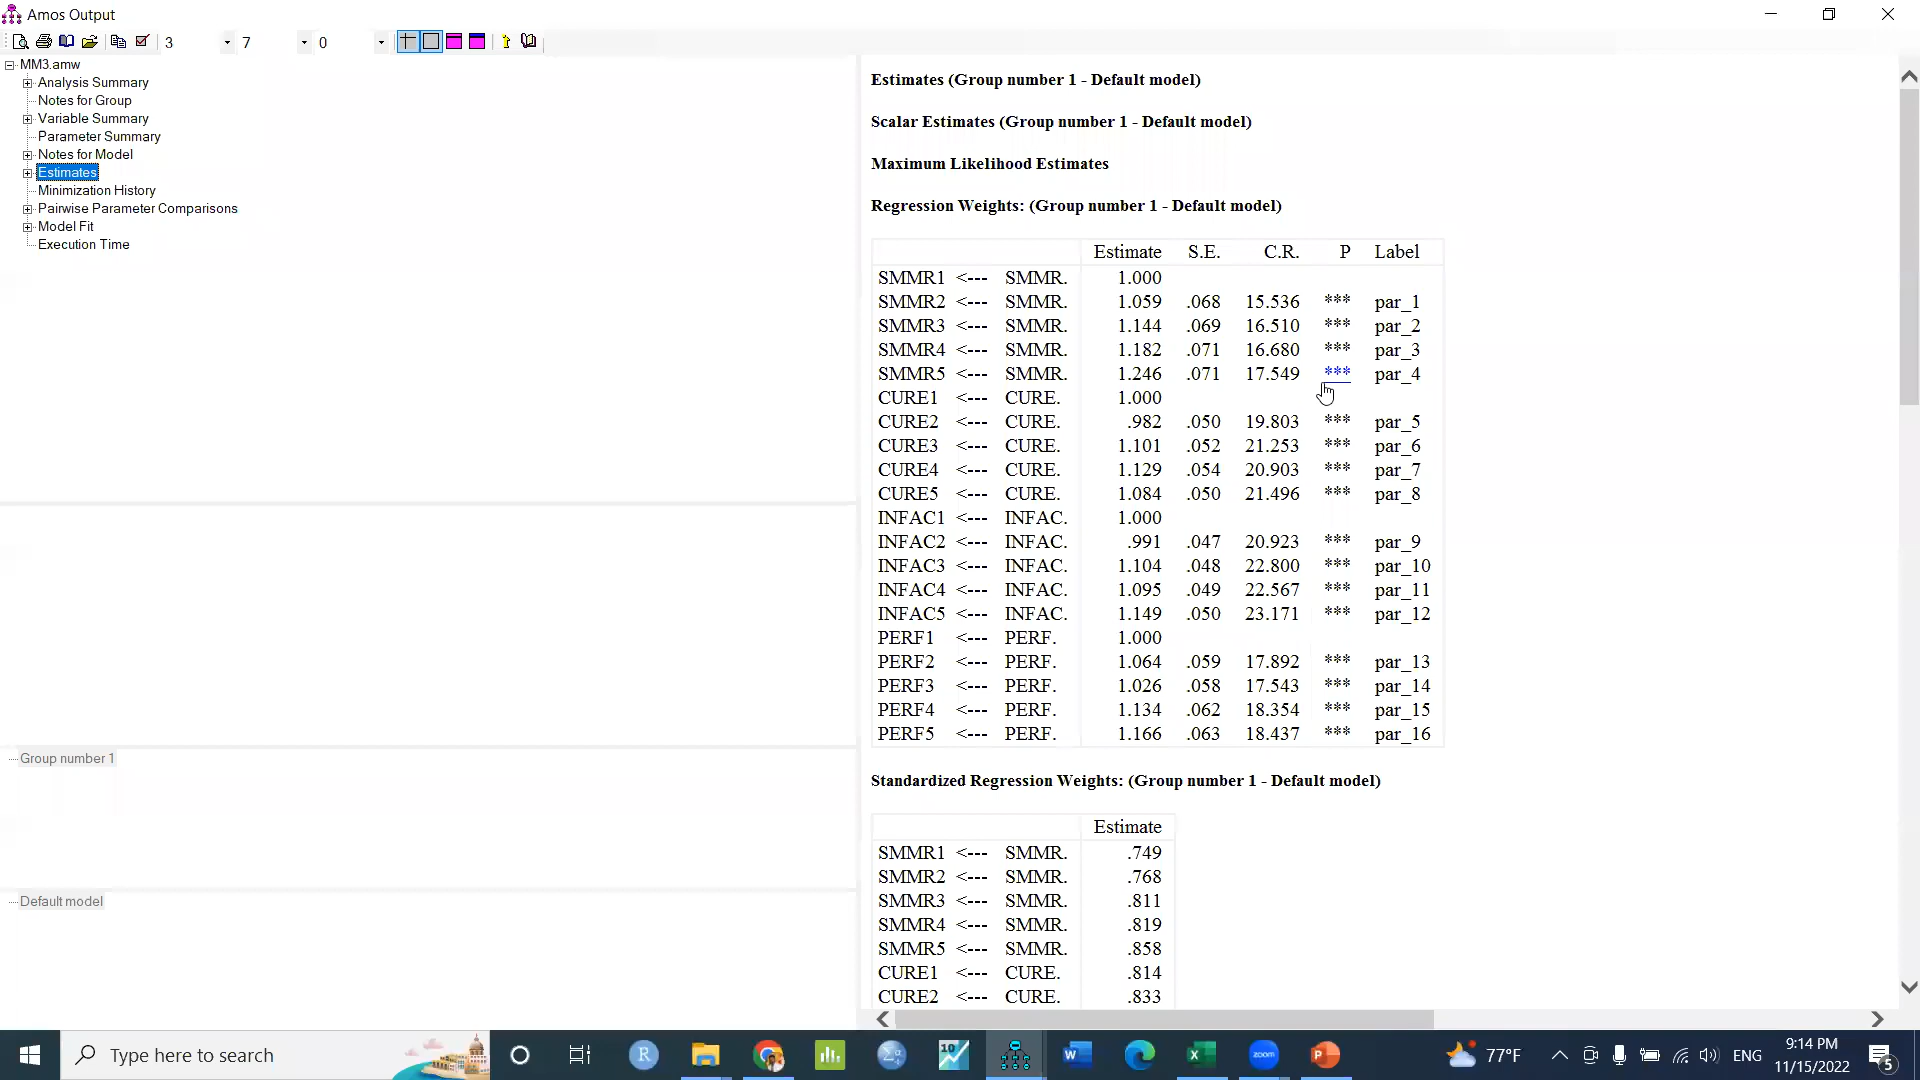 Amos Output
3 7 0
MM3.amw
Analysis Summary
Notes for Group
Variable Summary
Parameter Summary
Notes for Model
Estimates
Minimization History
Pairwise Parameter Comparisons
Model Fit
Execution Time
Group number 1
Default model
Estimates (Group number 1 - Default model)
Scalar Estimates (Group number 1 - Default model)
Maximum Likelihood Estimates
Regression Weights: (Group number 1 - Default model)
Estimate S.E. C.R. P Label
SMMR1 <--- SMMR. 1.000
SMMR2 <--- SMMR. 1.059 .068 15.536 *** par_1
SMMR3 <--- SMMR. 1.144 .069 16.510 *** par_2
SMMR4 <--- SMMR. 1.182 .071 16.680 *** par_3
SMMR5 <--- SMMR. 1.246 .071 17.549 *** par_4
CURE1 <--- CURE. 1.000
CURE2 <--- CURE. .982 .050 19.803 *** par_5
CURE3 <--- CURE. 1.101 .052 21.253 *** par_6
CURE4 <--- CURE. 1.129 .054 20.903 *** par_7
CURE5 <--- CURE. 1.084 .050 21.496 *** par_8
INFAC1 <--- INFAC. 1.000
INFAC2 <--- INFAC. .991 .047 20.923 *** par_9
INFAC3 <--- INFAC. 1.104 .048 22.800 *** par_10
INFAC4 <--- INFAC. 1.095 .049 22.567 *** par_11
INFAC5 <--- INFAC. 1.149 .050 23.171 *** par_12
PERF1 <--- PERF. 1.000
PERF2 <--- PERF. 1.064 .059 17.892 *** par_13
PERF3 <--- PERF. 1.026 .058 17.543 *** par_14
PERF4 <--- PERF. 1.134 .062 18.354 *** par_15
PERF5 <--- PERF. 1.166 .063 18.437 *** par_16
Standardized Regression Weights: (Group number 1 - Default model)
Estimate
SMMR1 <--- SMMR. .749
SMMR2 <--- SMMR. .768
SMMR3 <--- SMMR. .811
SMMR4 <--- SMMR. .819
SMMR5 <--- SMMR. .858
CURE1 <--- CURE. .814
CURE2 <--- CURE. .833
Type here to search
R
10
W
X
zoom
P
77°F
ENG
9:14 PM
11/15/2022
5